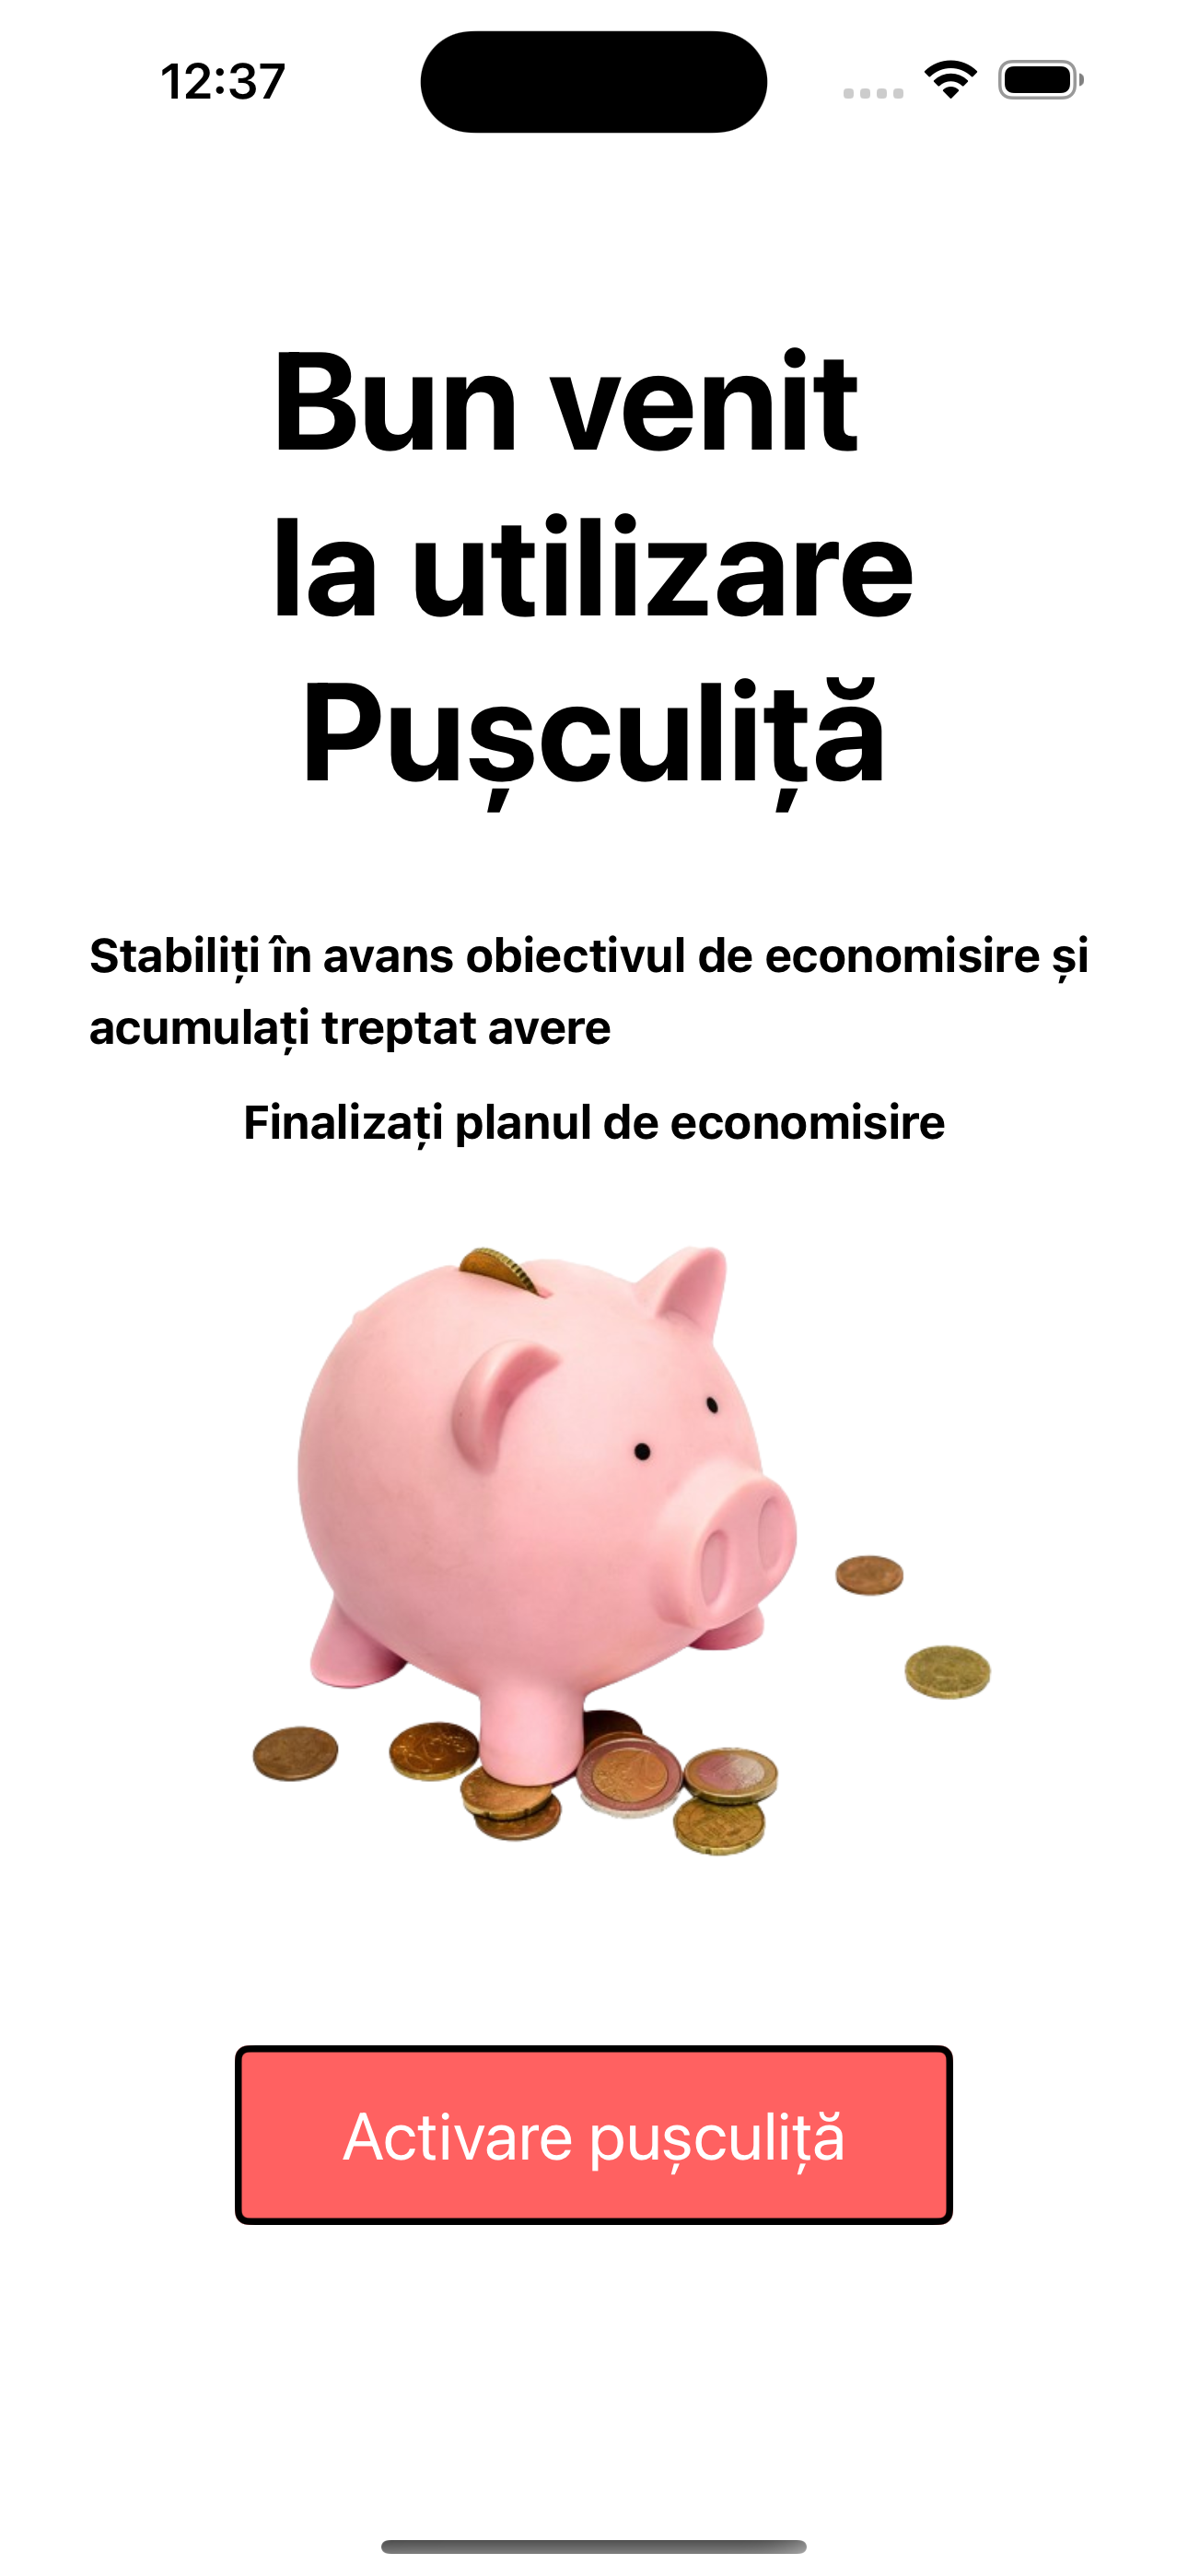 12:37
Bun venit
la utilizare
Pușculiță
Stabiliți în avans obiectivul de economisire și
acumulați treptat avere
Finalizați planul de economisire
Activare pușculiță